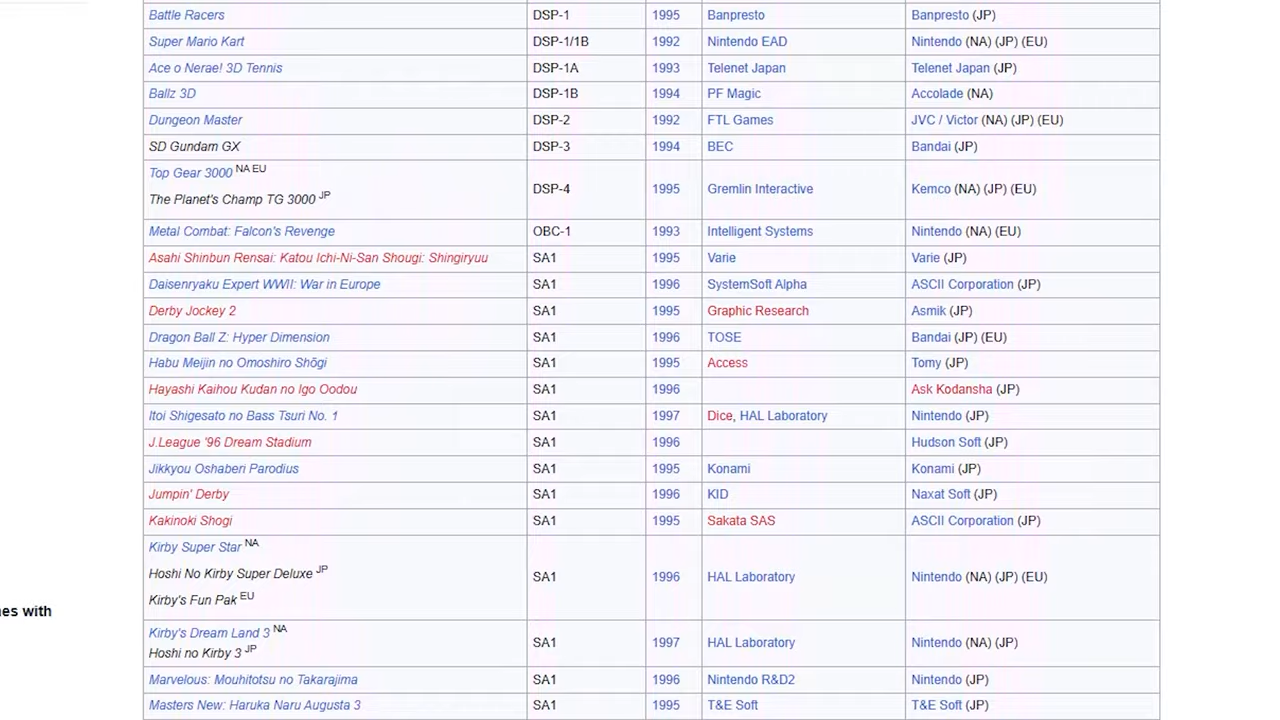 Battle Racers DSP-1 1995 Banpresto Banpresto (JP)
Super Mario Kart DSP-1/1B 1992 Nintendo EAD Nintendo (NA) (JP) (EU)
Ace o Nerae! 3D Tennis DSP-1A 1993 Telenet Japan Telenet Japan (JP)
Ballz 3D DSP-1B 1994 PF Magic Accolade (NA)
Dungeon Master DSP-2 1992 FTL Games JVC / Victor (NA) (JP) (EU)
SD Gundam GX DSP-3 1994 BEC Bandai (JP)
Top Gear 3000 NA EU
The Planet's Champ TG 3000 JP
DSP-4 1995 Gremlin Interactive Kemco (NA) (JP) (EU)
Metal Combat: Falcon's Revenge OBC-1 1993 Intelligent Systems Nintendo (NA) (EU)
Asahi Shinbun Rensai: Katou Ichi-Ni-San Shougi: Shingiryuu SA1 1995 Varie Varie (JP)
Daisenryaku Expert WWII: War in Europe SA1 1996 SystemSoft Alpha ASCII Corporation (JP)
Derby Jockey 2 SA1 1995 Graphic Research Asmik (JP)
Dragon Ball Z: Hyper Dimension SA1 1996 TOSE Bandai (JP) (EU)
Habu Meijin no Omoshiro Shōgi SA1 1995 Access Tomy (JP)
Hayashi Kaihou Kudan no Igo Oodou SA1 1996 Ask Kodansha (JP)
Itoi Shigesato no Bass Tsuri No. 1 SA1 1997 Dice, HAL Laboratory Nintendo (JP)
J.League '96 Dream Stadium SA1 1996 Hudson Soft (JP)
Jikkyou Oshaberi Parodius SA1 1995 Konami Konami (JP)
Jumpin' Derby SA1 1996 KID Naxat Soft (JP)
Kakinoki Shogi SA1 1995 Sakata SAS ASCII Corporation (JP)
Kirby Super Star NA
Hoshi No Kirby Super Deluxe JP
Kirby's Fun Pak EU
SA1 1996 HAL Laboratory Nintendo (NA) (JP) (EU)
es with
Kirby's Dream Land 3 NA
Hoshi no Kirby 3 JP
SA1 1997 HAL Laboratory Nintendo (NA) (JP)
Marvelous: Mouhitotsu no Takarajima SA1 1996 Nintendo R&D2 Nintendo (JP)
Masters New: Haruka Naru Augusta 3 SA1 1995 T&E Soft T&E Soft (JP)